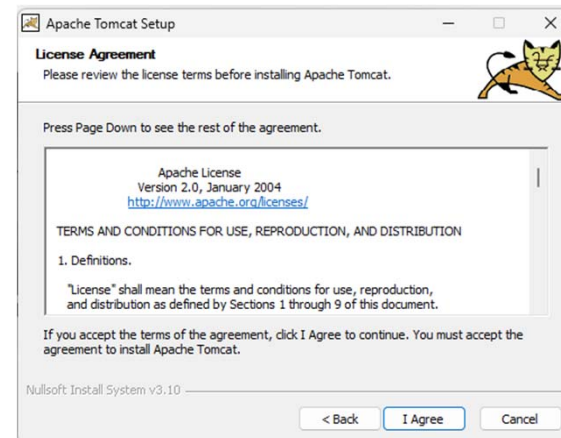 Apache Tomcat Setup
License Agreement
Please review the license terms before installing Apache Tomcat.
Press Page Down to see the rest of the agreement.
Apache License
Version 2.0, January 2004
http://www.apache.org/licenses/
TERMS AND CONDITIONS FOR USE, REPRODUCTION, AND DISTRIBUTION
1. Definitions.
"License" shall mean the terms and conditions for use, reproduction,
and distribution as defined by Sections 1 through 9 of this document.
If you accept the terms of the agreement, click I Agree to continue. You must accept the
agreement to install Apache Tomcat.
Nullsoft Install System v3.10
< Back I Agree Cancel